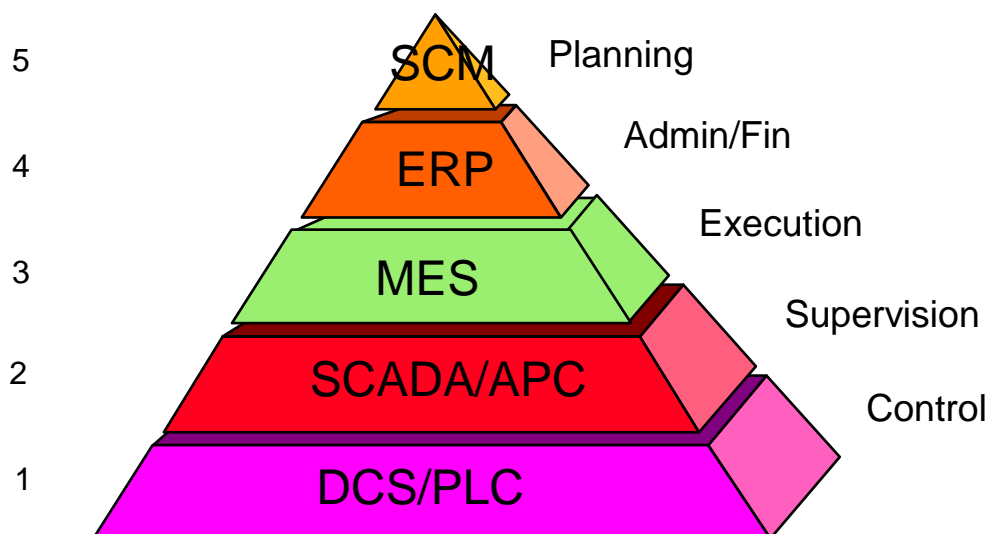 5 SCM Planning
4 ERP Admin/Fin
3 MES Execution
2 SCADA/APC Supervision
1 DCS/PLC Control